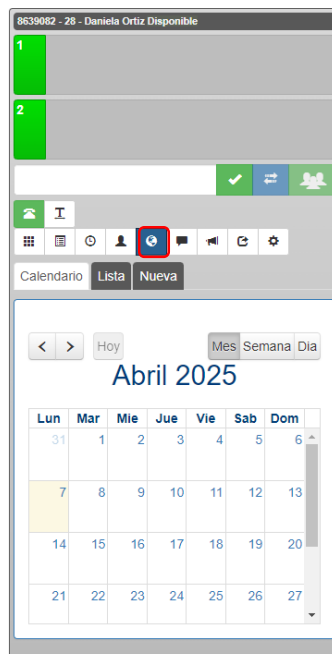 8639082 - 28 - Daniela Ortiz Disponible
1
2
T
Calendario Lista Nueva
Hoy Mes Semana Dia
Abril 2025
Lun Mar Mie Jue Vie Sab Dom
31 1 2 3 4 5 6
7 8 9 10 11 12 13
14 15 16 17 18 19 20
21 22 23 24 25 26 27